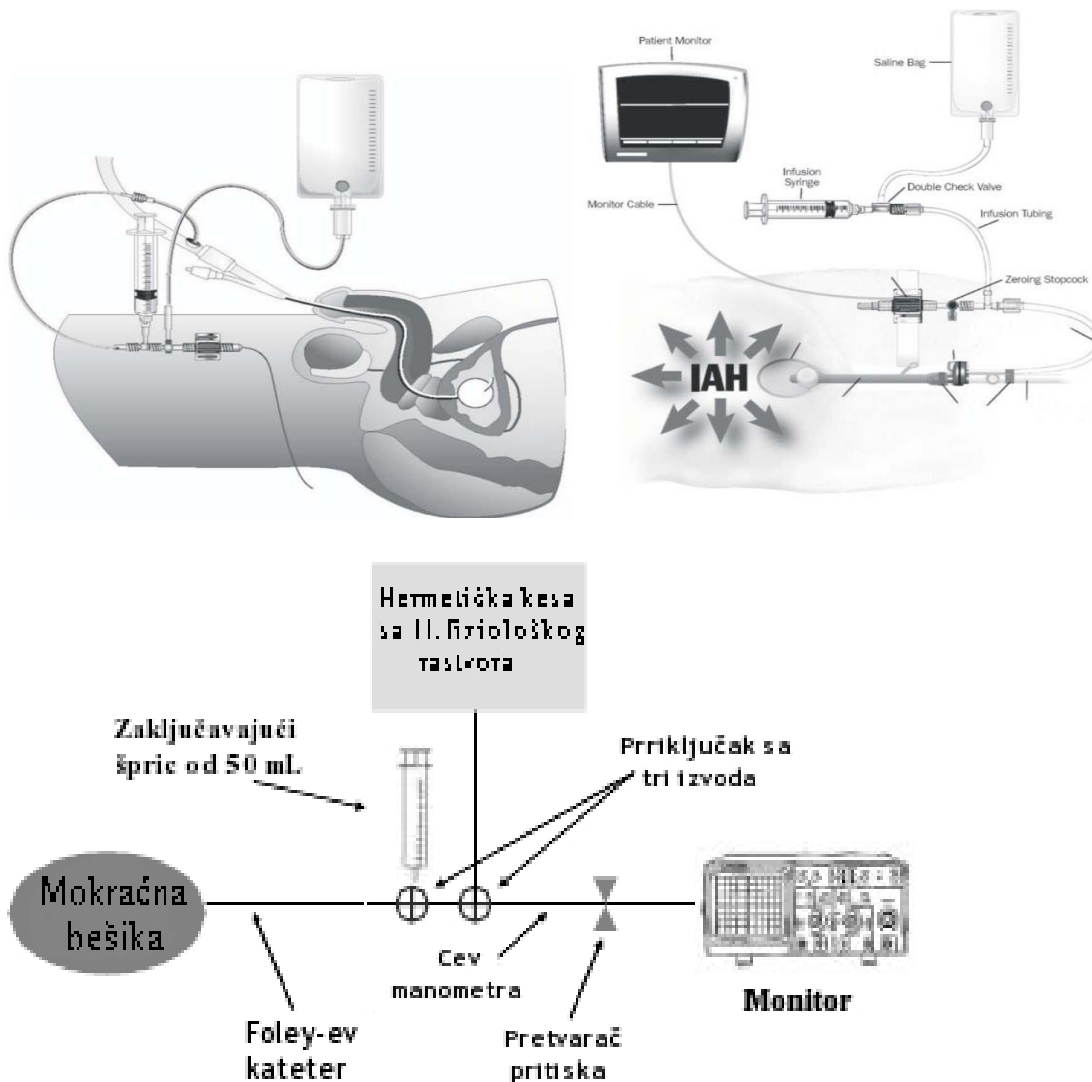 Patient Monitor
Saline Bag
Infusion
Syringe
Double Check Valve
Monitor Cable
Infusion Tubing
Zeroing Stopcock
IAH
Hermetička kesa
sa 1L fiziološkog
rastvora
Zaključavajući
špric od 50 mL
Prriključak sa
tri izvoda
Mokraćna
bešika
Cev
manometra
Monitor
Foley-ev
kateter
Pretvarač
pritiska